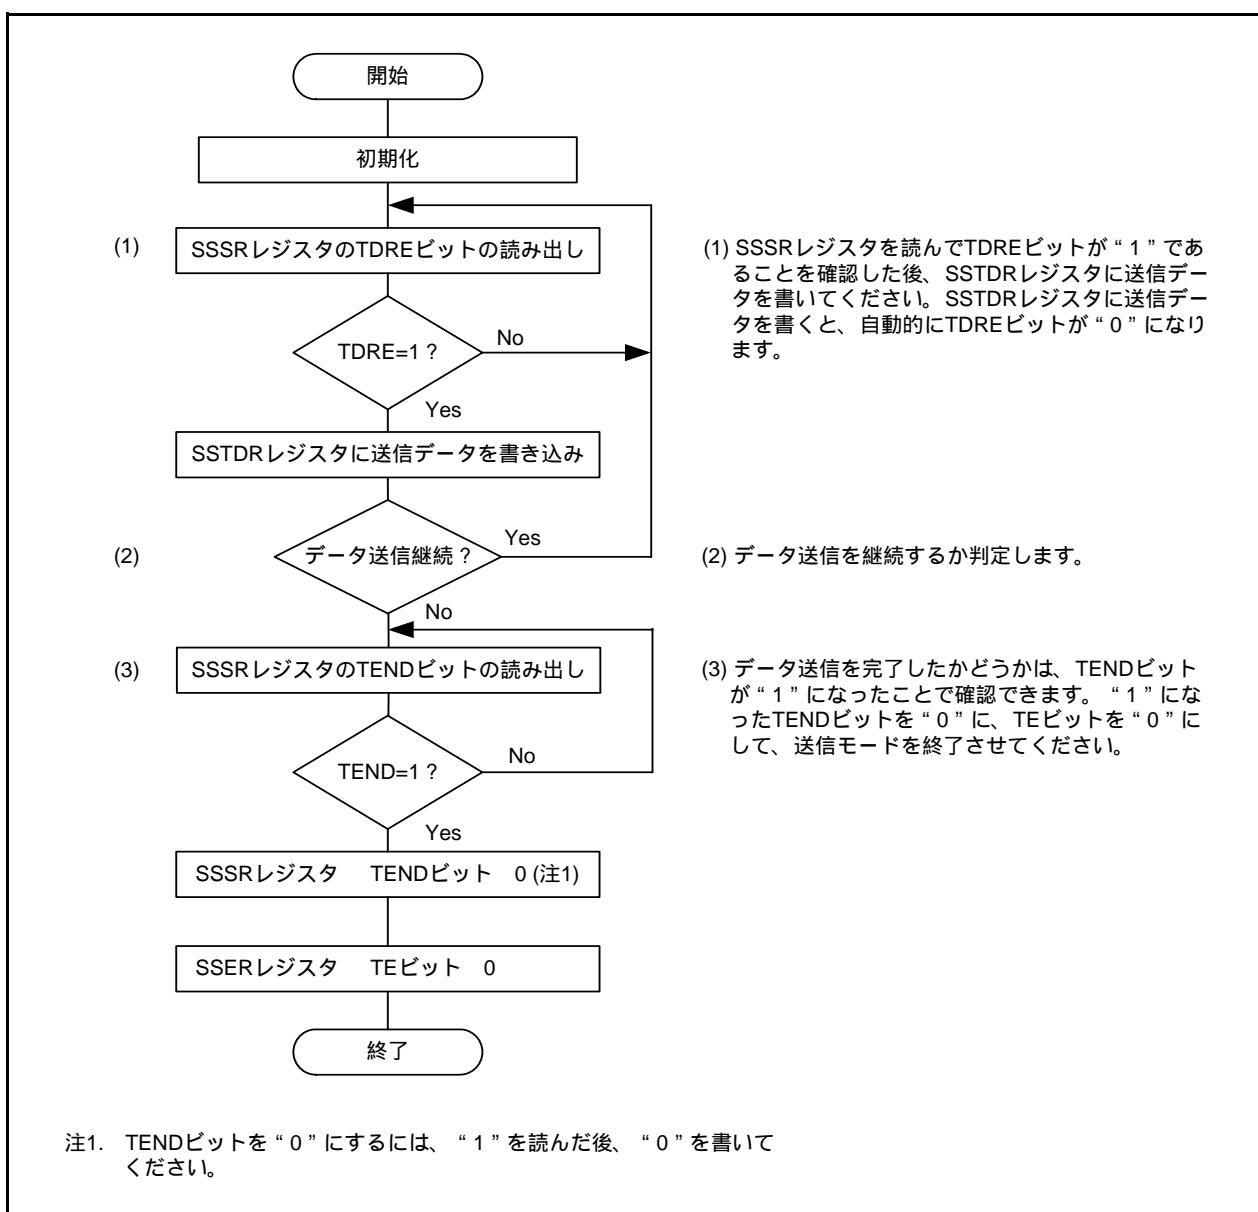 開始
初期化
(1)
SSSRレジスタのTDREビットの読み出し
TDRE=1?
No
Yes
SSTDRレジスタに送信データを書き込み
(2)
データ送信継続?
Yes
No
(3)
SSSRレジスタのTENDビットの読み出し
TEND=1?
No
Yes
SSSRレジスタ TENDビット 0 (注1)
SSERレジスタ TEビット 0
終了
(1) SSSRレジスタを読んでTDREビットが“1”であ
ることを確認した後、SSTDRレジスタに送信デー
タを書いてください。SSTDRレジスタに送信デー
タを書くと、自動的にTDREビットが“0”になり
ます。
(2) データ送信を継続するか判定します。
(3) データ送信を完了したかどうかは、TENDビット
が“1”になったことで確認できます。“1”にな
ったTENDビットを“0”に、TEビットを“0”に
して、送信モードを終了させてください。
注1. TENDビットを“0”にするには、“1”を読んだ後、“0”を書いて
ください。